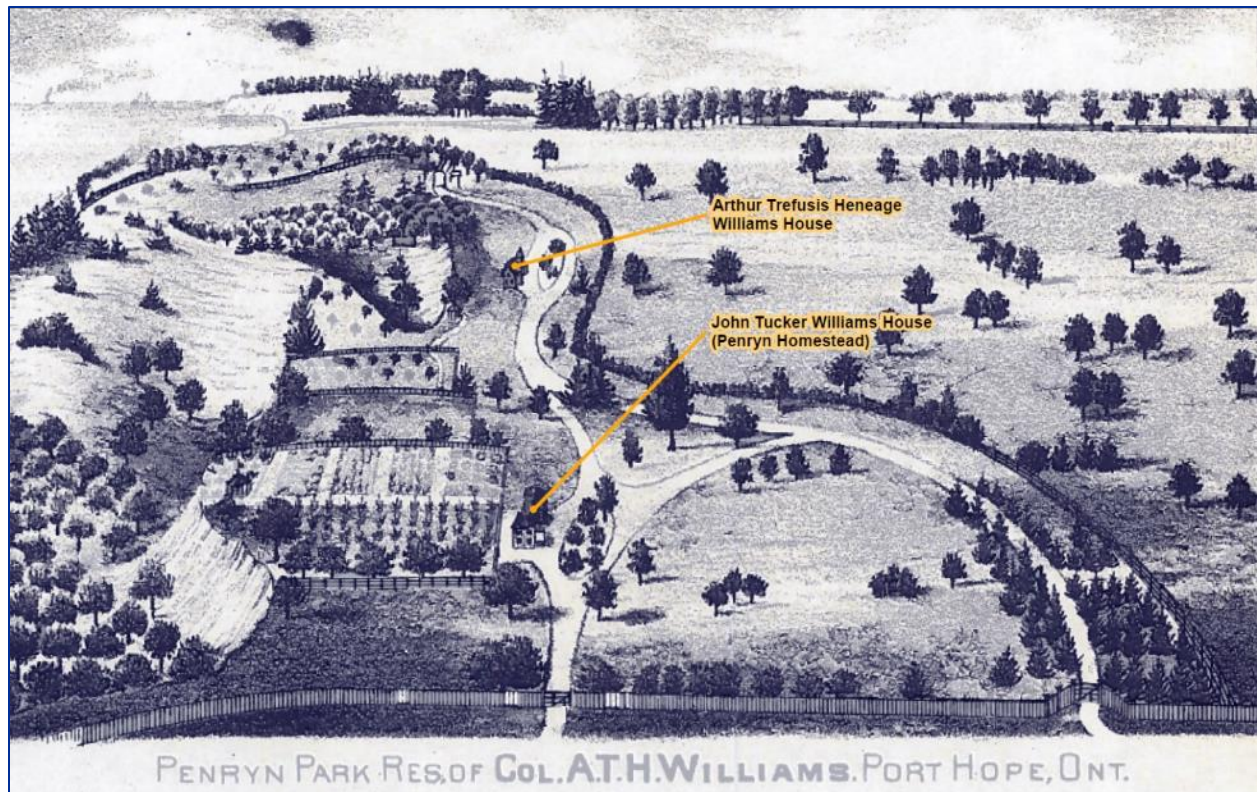 Arthur Trefusis Heneage
Williams House
John Tucker Williams House
(Penryn Homestead)
PENRYN PARK RES, OF COL. A.T.H. WILLIAMS. PORT HOPE, ONT.